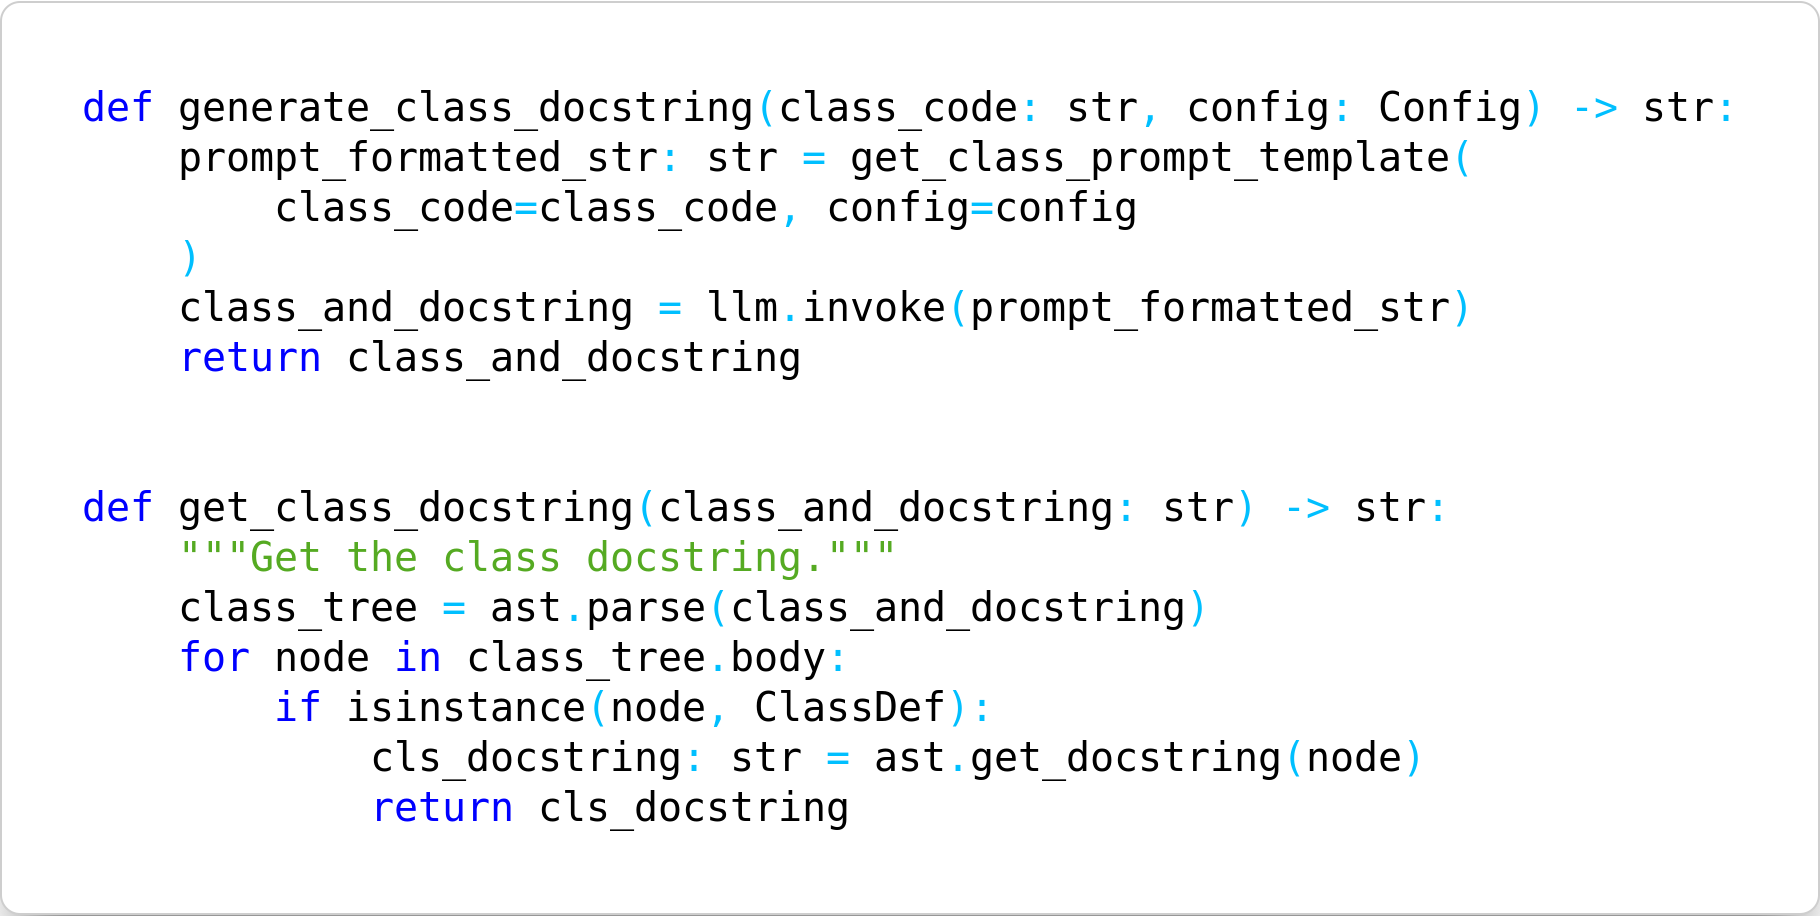 def generate_class_docstring(class_code: str, config: Config) -> str:
    prompt_formatted_str: str = get_class_prompt_template(
        class_code=class_code, config=config
    )
    class_and_docstring = llm.invoke(prompt_formatted_str)
    return class_and_docstring


def get_class_docstring(class_and_docstring: str) -> str:
    """Get the class docstring."""
    class_tree = ast.parse(class_and_docstring)
    for node in class_tree.body:
        if isinstance(node, ClassDef):
            cls_docstring: str = ast.get_docstring(node)
            return cls_docstring